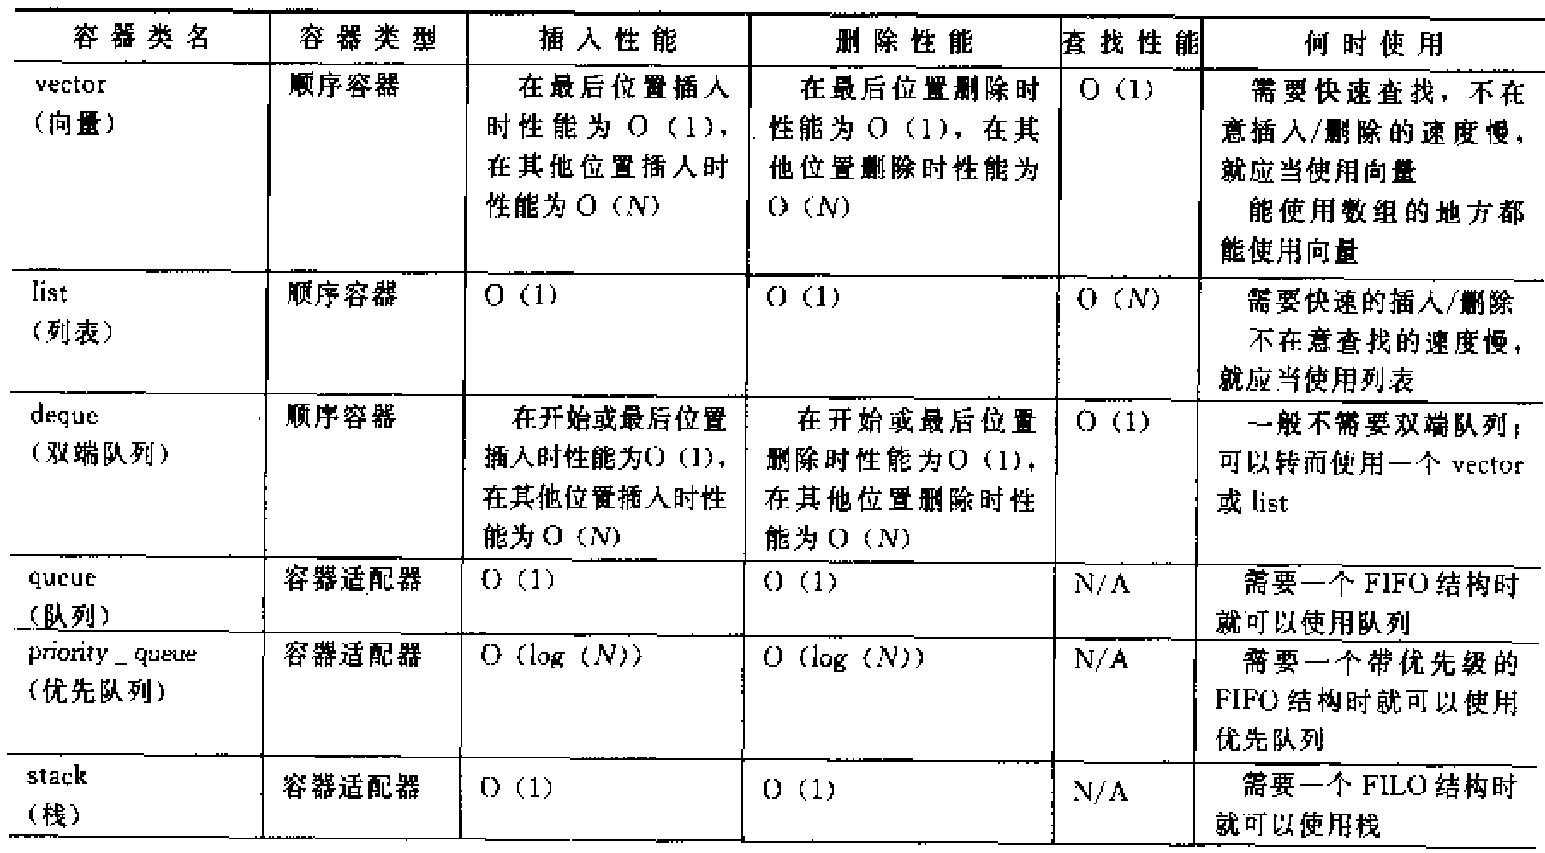 容器类名 容器类型 插入性能 删除性能 查找性能 何时使用
vector
（向量）
顺序容器
在最后位置插入
时性能为 O（1），
在其他位置插入时
性能为 O（N）
在最后位置删除时
性能为 O（1），在其
他位置删除时性能为
O（N）
O（1）
需要快速查找，不在
意插入/删除的速度慢，
就应当使用向量
能使用数组的地方都
能使用向量
list
（列表）
顺序容器
O（1）
O（1）
O（N）
需要快速的插入/删除
不在意查找的速度慢，
就应当使用列表
deque
（双端队列）
顺序容器
在开始或最后位置
插入时性能为O（1），
在其他位置插入时性
能为 O（N）
在开始或最后位置
删除时性能为O（1），
在其他位置删除时性
能为 O（N）
O（1）
一般不需要双端队列；
可以转而使用一个 vector
或 list
queue
（队列）
容器适配器
O（1）
O（1）
N/A
需要一个 FIFO 结构时
就可以使用队列
priority _ queue
（优先队列）
容器适配器
O（log（N））
O（log（N））
N/A
需要一个带优先级的
FIFO 结构时就可以使用
优先队列
stack
（栈）
容器适配器
O（1）
O（1）
N/A
需要一个 FILO 结构时
就可以使用栈